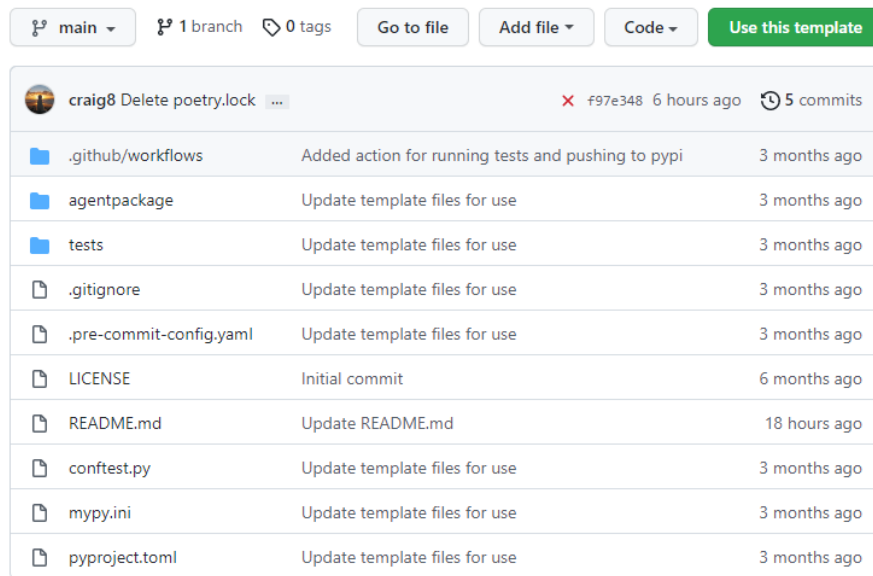 main 1 branch 0 tags Go to file Add file Code Use this template
craig8 Delete poetry.lock ... f97e348 6 hours ago 5 commits
.github/workflows Added action for running tests and pushing to pypi 3 months ago
agentpackage Update template files for use 3 months ago
tests Update template files for use 3 months ago
.gitignore Update template files for use 3 months ago
.pre-commit-config.yaml Update template files for use 3 months ago
LICENSE Initial commit 6 months ago
README.md Update README.md 18 hours ago
conftest.py Update template files for use 3 months ago
mypy.ini Update template files for use 3 months ago
pyproject.toml Update template files for use 3 months ago